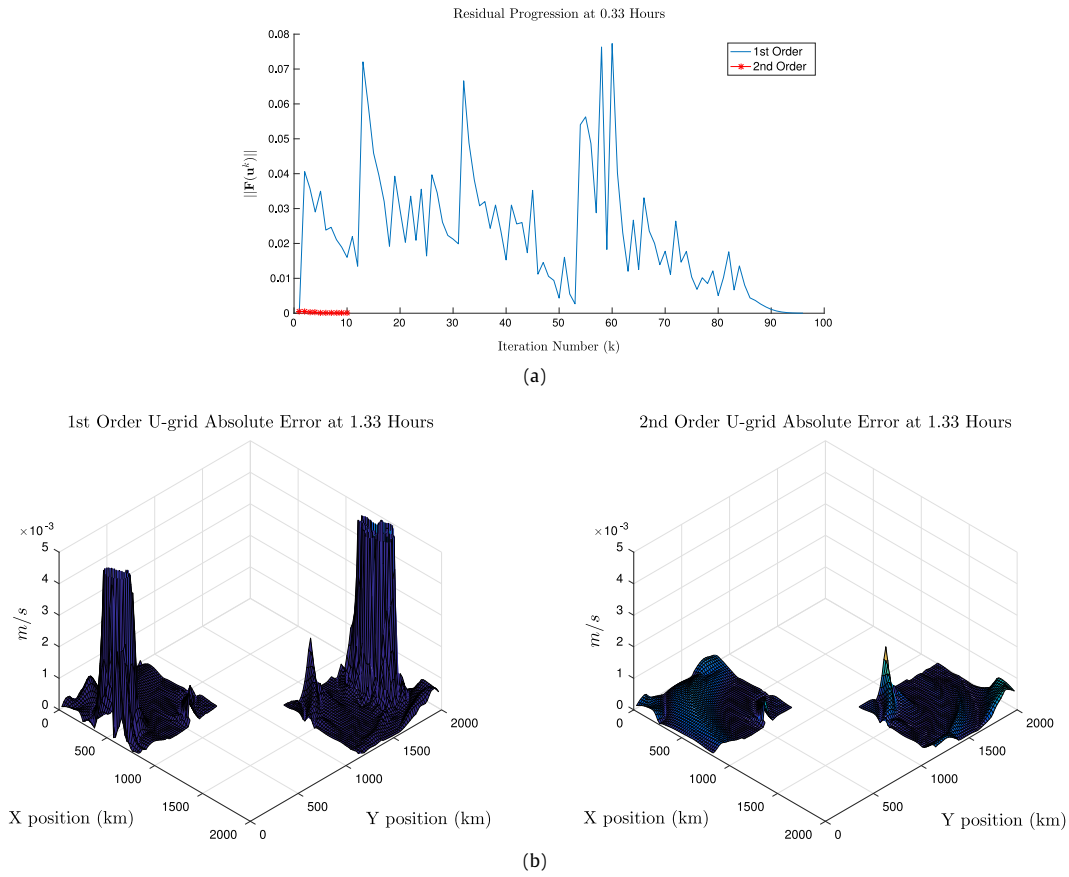 Residual Progression at 0.33 Hours
0.08
0.07
0.06
0.05
0.04
0.03
0.02
0.01
0
||F(u^k)||
1st Order
2nd Order
0 10 20 30 40 50 60 70 80 90 100
Iteration Number (k)
(a)
1st Order U-grid Absolute Error at 1.33 Hours
×10^-3
5
4
3
2
1
0
m/s
0
500
1000
1500
2000
X position (km)
0
500
1000
1500
2000
Y position (km)
2nd Order U-grid Absolute Error at 1.33 Hours
×10^-3
5
4
3
2
1
0
m/s
0
500
1000
1500
2000
X position (km)
0
500
1000
1500
2000
Y position (km)
(b)